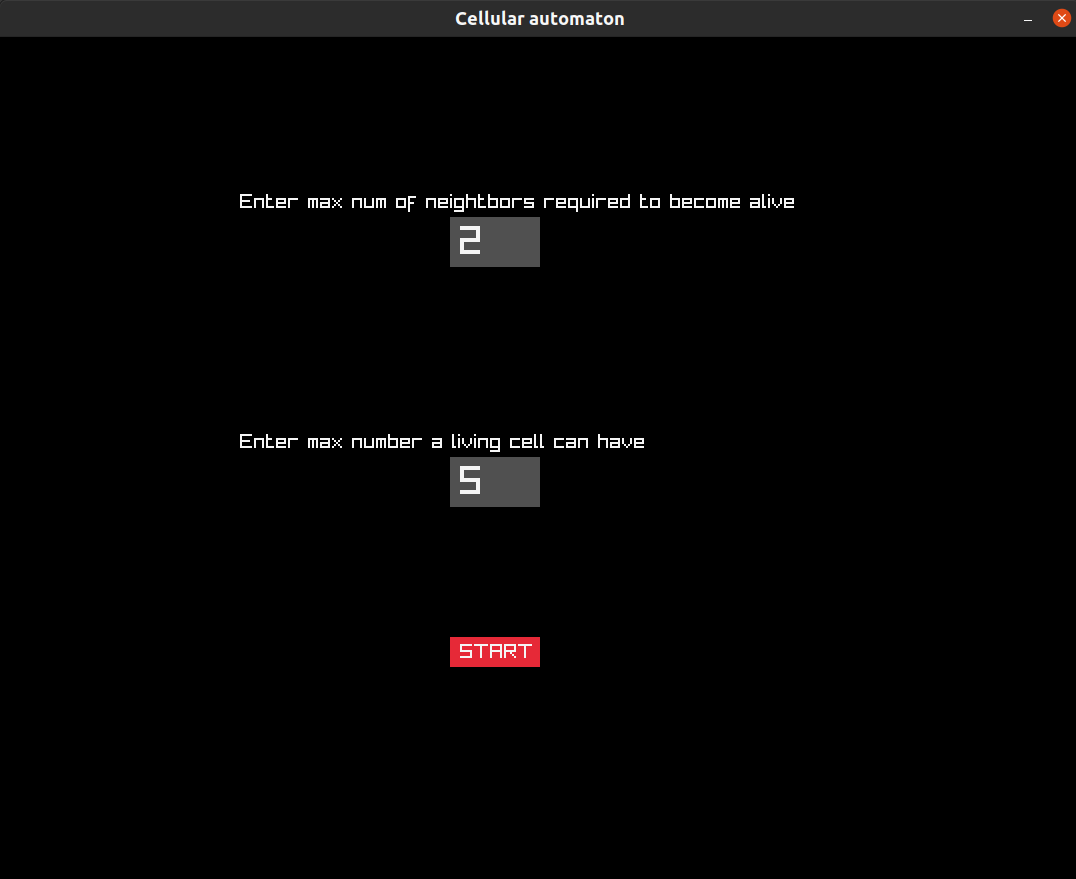 Cellular automaton
Enter max num of neightbors required to become alive
2
Enter max number a living cell can have
5
START